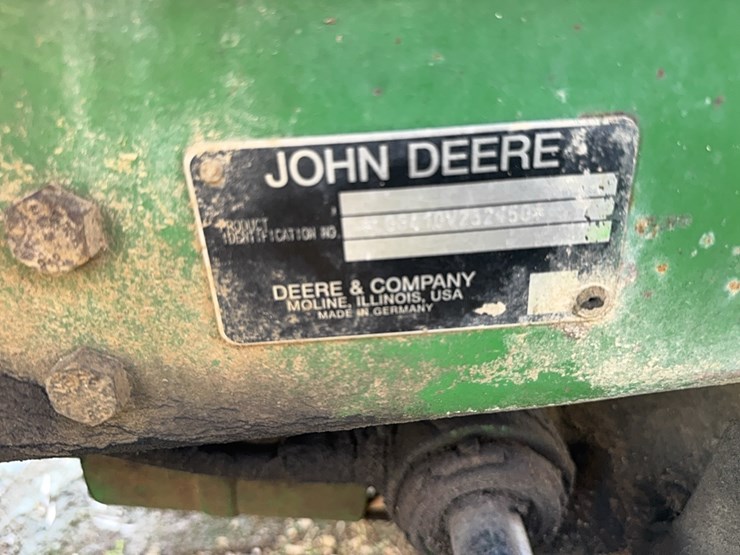 JOHN DEERE
PRODUCT
IDENTIFICATION NO.
DEERE & COMPANY
MOLINE, ILLINOIS, USA
MADE IN GERMANY